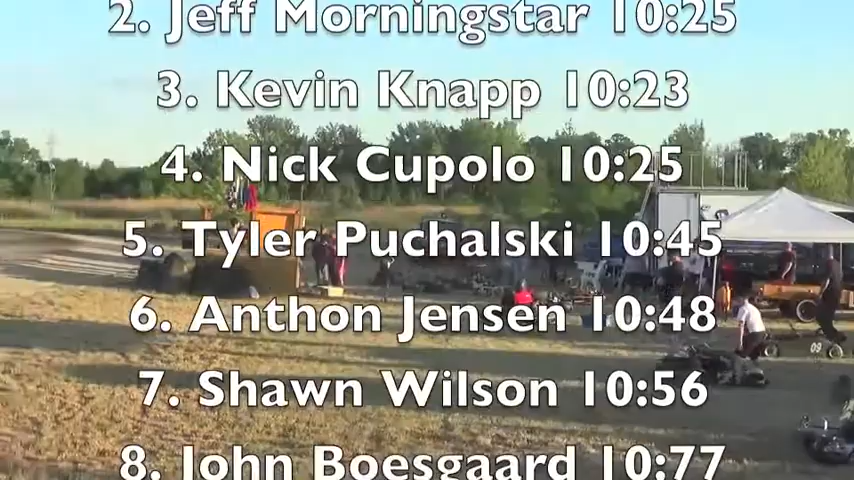 2. Jeff Morningstar 10:25
3. Kevin Knapp 10:23
4. Nick Cupolo 10:25
5. Tyler Puchalski 10:45
6. Anthon Jensen 10:48
7. Shawn Wilson 10:56
8. John Boesgaard 10:77
09